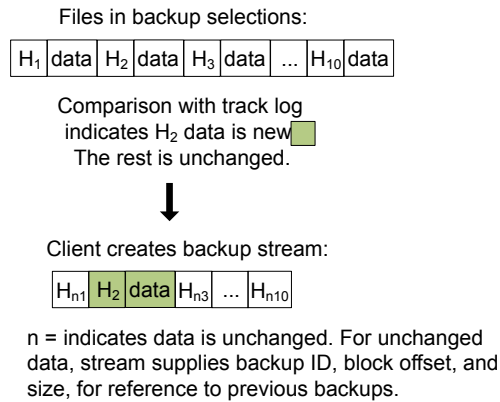 Files in backup selections:
H₁ data H₂ data H₃ data ... H₁₀ data
Comparison with track log
indicates H₂ data is new
The rest is unchanged.
Client creates backup stream:
Hₙ₁ H₂ data Hₙ₃ ... Hₙ₁₀
n = indicates data is unchanged. For unchanged
data, stream supplies backup ID, block offset, and
size, for reference to previous backups.